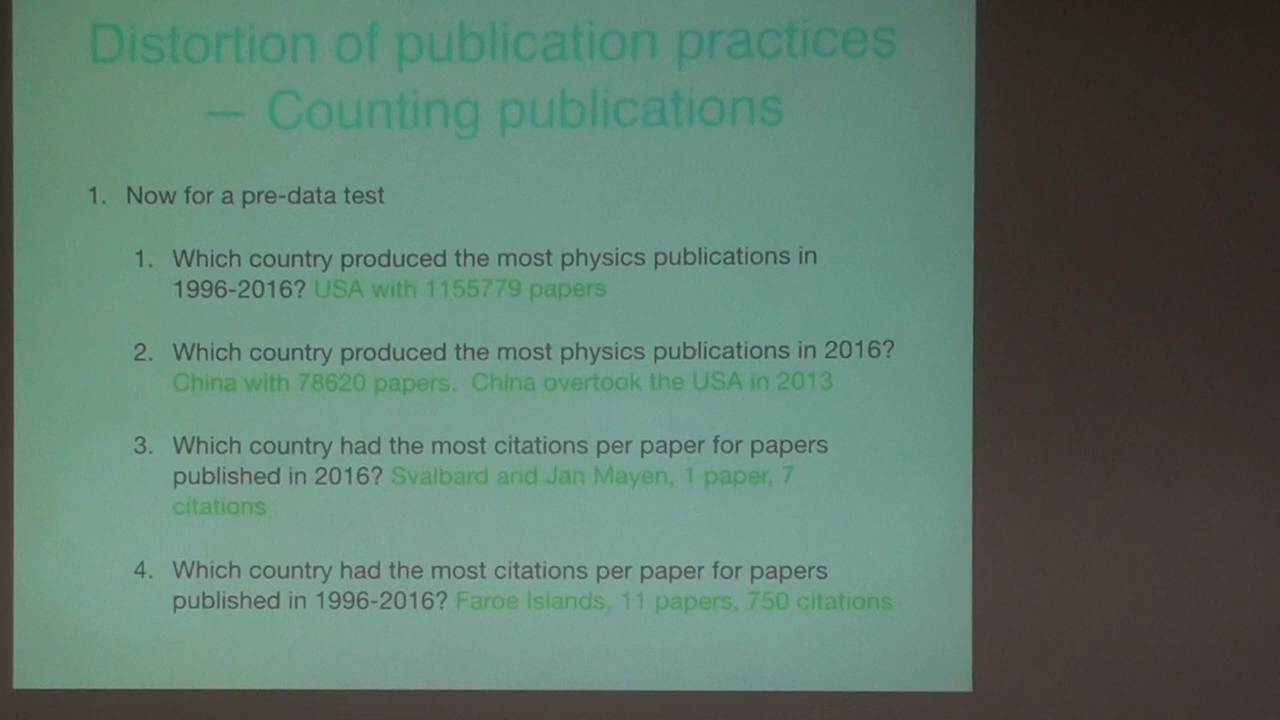 Distortion of publication practices
— Counting publications
1. Now for a pre-data test
1. Which country produced the most physics publications in
1996-2016? USA with 1155779 papers
2. Which country produced the most physics publications in 2016?
China with 78620 papers. China overtook the USA in 2013
3. Which country had the most citations per paper for papers
published in 2016? Svalbard and Jan Mayen, 1 paper, 7
citations
4. Which country had the most citations per paper for papers
published in 1996-2016? Faroe Islands, 11 papers, 750 citations